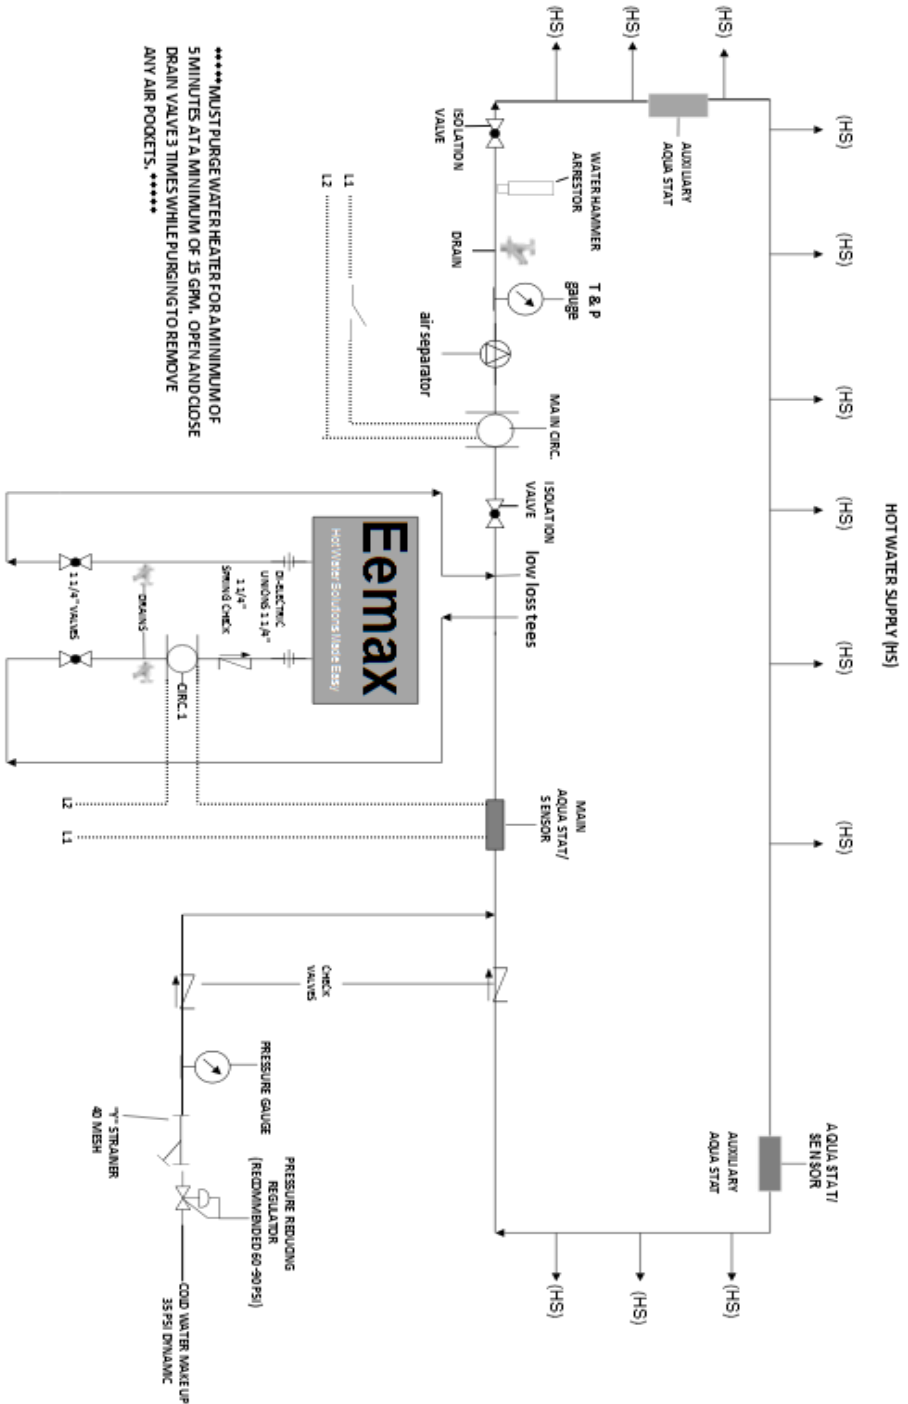 HOT WATER SUPPLY (HS)
(HS)
(HS)
(HS)
(HS)
(HS)
(HS)
(HS)
(HS)
(HS)
(HS)
(HS)
(HS)
AUXILIARY
AQUA STAT
AQUA STAT/
SENSOR
AUXILIARY
AQUA STAT
ISOLATION
VALVE
WATER HAMMER
ARRESTOR
DRAIN
T & P
gauge
air separator
MAIN CIRC.
ISOLATION
VALVE
low loss tees
MAIN
AQUA STAT/
SENSOR
L1
L2
*****MUST PURGE WATER HEATER FOR A MINIMUM OF
5 MINUTES AT A MINIMUM OF 15 GPM. OPEN AND CLOSE
DRAIN VALVE 3 TIMES WHILE PURGING TO REMOVE
ANY AIR POCKETS. *****
Eemax
Hot Water Solutions Made Easy
DI-ELECTRIC
UNIONS 1 1/4"
1 1/4"
SPRING CHECK
DRAINS
1 1/4" VALVES
CIRC. 1
L2
L1
CHECK
VALVES
PRESSURE GAUGE
"Y" STRAINER
40 MESH
PRESSURE REDUCING
REGULATOR
(RECOMMENDED 60-90 PSI)
COLD WATER MAKE UP
35 PSI DYNAMIC